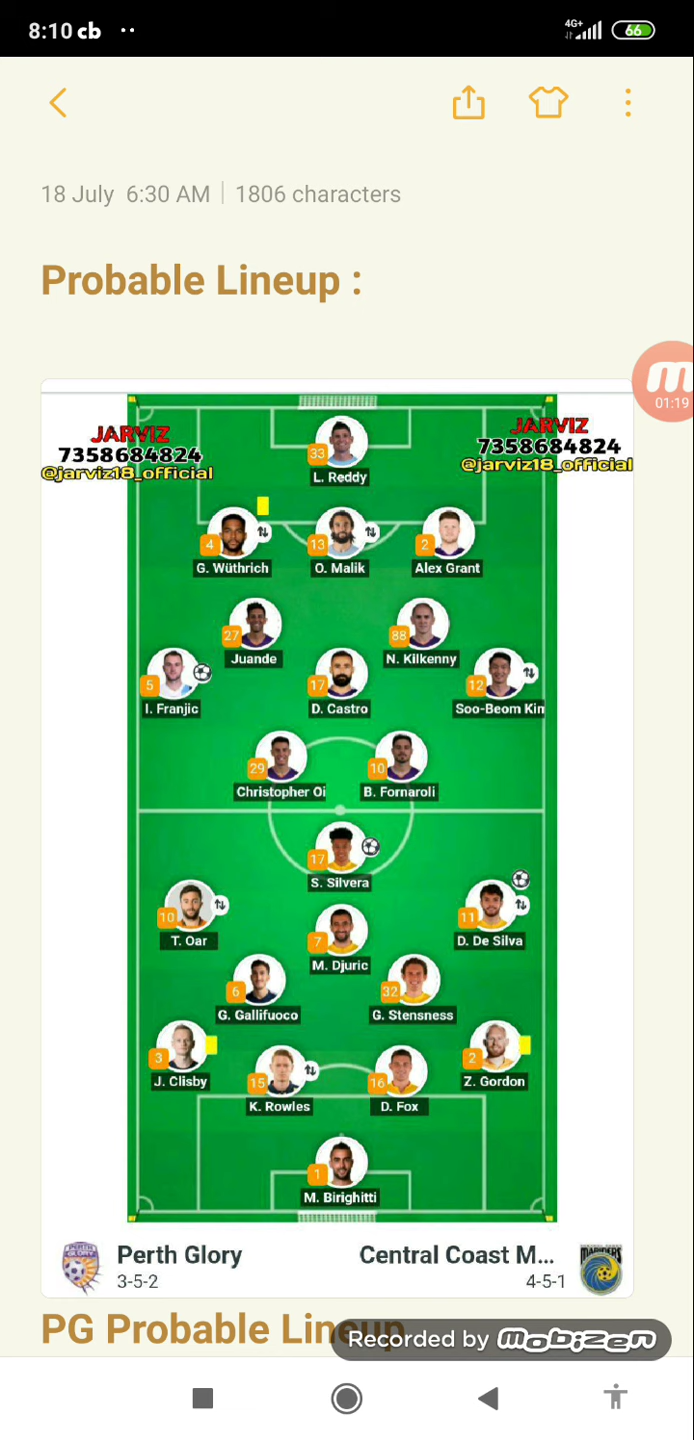 8:10 cb
4G+
66
18 July 6:30 AM | 1806 characters
Probable Lineup :
01:19
JARVIZ
7358684824
@jarviz18_official
JARVIZ
7358684824
@jarviz18_official
33
L. Reddy
4
G. Wüthrich
13
O. Malik
2
Alex Grant
27
Juande
88
N. Kilkenny
5
I. Franjic
17
D. Castro
12
Soo-Beom Kim
29
Christopher Oi
10
B. Fornaroli
17
S. Silvera
10
T. Oar
7
M. Djuric
11
D. De Silva
6
G. Gallifuoco
32
G. Stensness
3
J. Clisby
15
K. Rowles
16
D. Fox
2
Z. Gordon
1
M. Birighitti
PERTH GLORY
Perth Glory
3-5-2
Central Coast M...
4-5-1
MARINERS
PG Probable Lineup
Recorded by mobizen